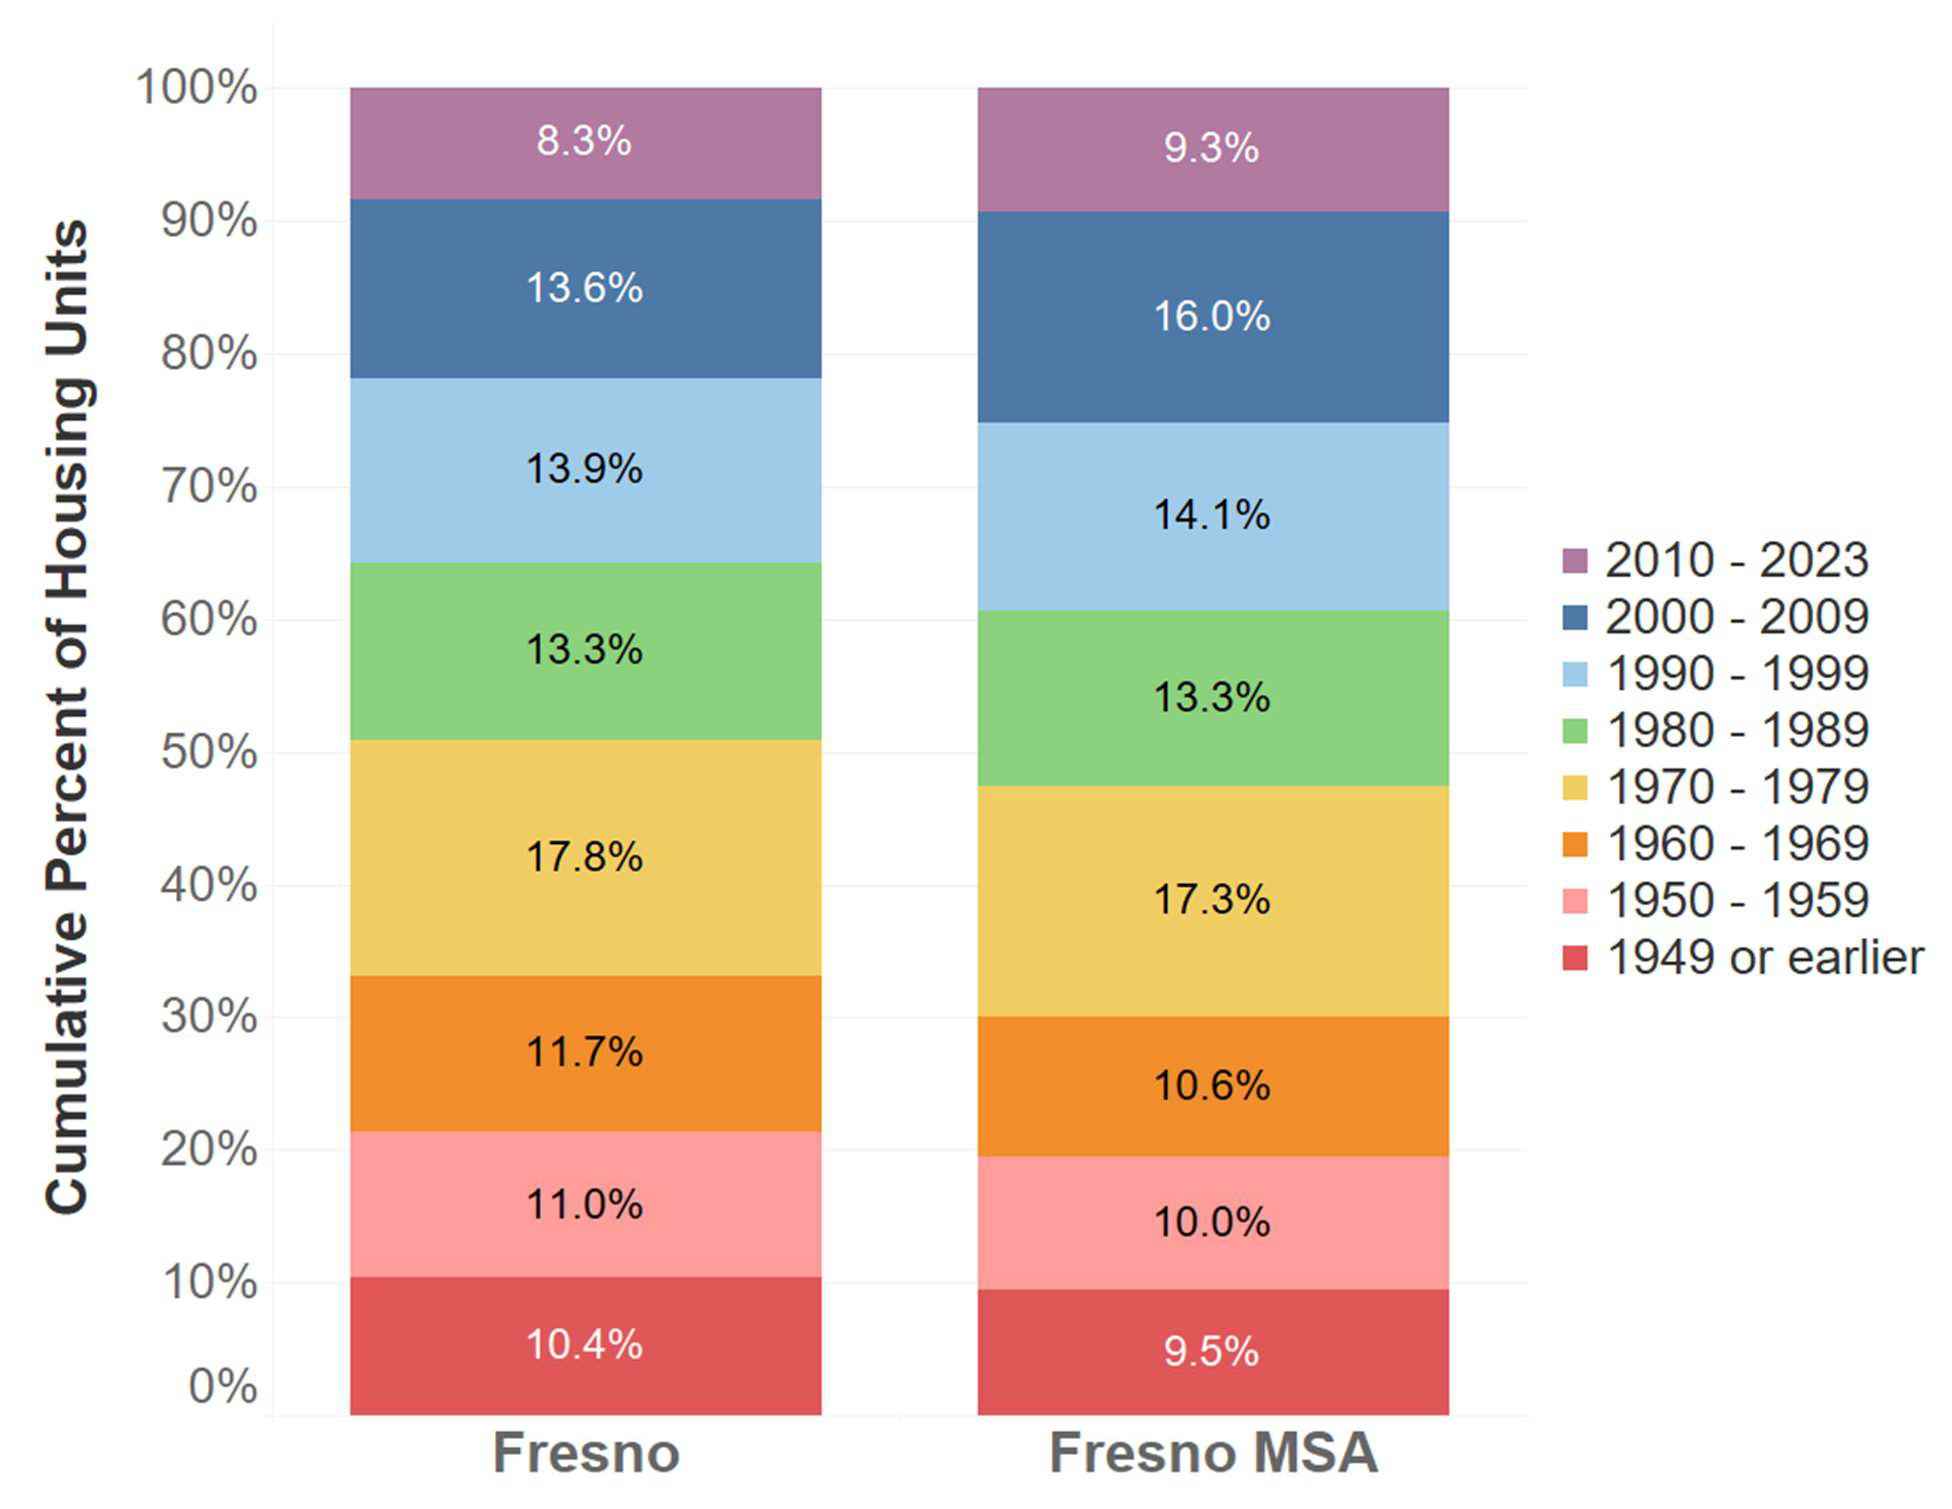 Cumulative Percent of Housing Units
100%
90%
80%
70%
60%
50%
40%
30%
20%
10%
0%
8.3%
13.6%
13.9%
13.3%
17.8%
11.7%
11.0%
10.4%
Fresno
9.3%
16.0%
14.1%
13.3%
17.3%
10.6%
10.0%
9.5%
Fresno MSA
2010 - 2023
2000 - 2009
1990 - 1999
1980 - 1989
1970 - 1979
1960 - 1969
1950 - 1959
1949 or earlier